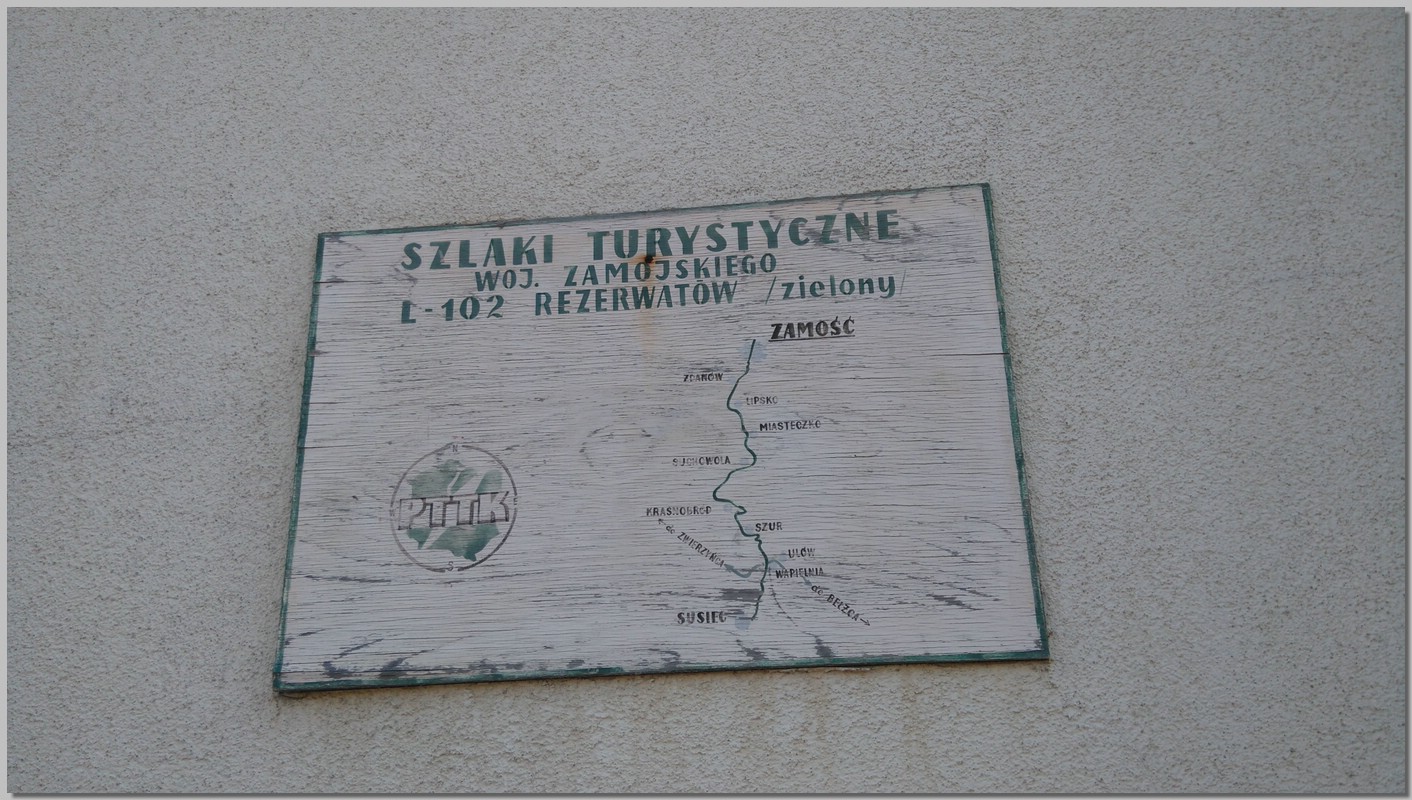 SZLAKI TURYSTYCZNE
WOJ. ZAMOJSKIEGO
L-102 REZERWATÓW /zielony/
ZAMOŚĆ
ZDANÓW
LIPSKO
MIASTECZKO
SUCHOWOLA
KRASNOBRÓD
SZUR
← do ZWIERZYŃCA
UŁÓW
WAPIELNIA
do BEŁŻCA →
SUSIEC
N
PTTK
S